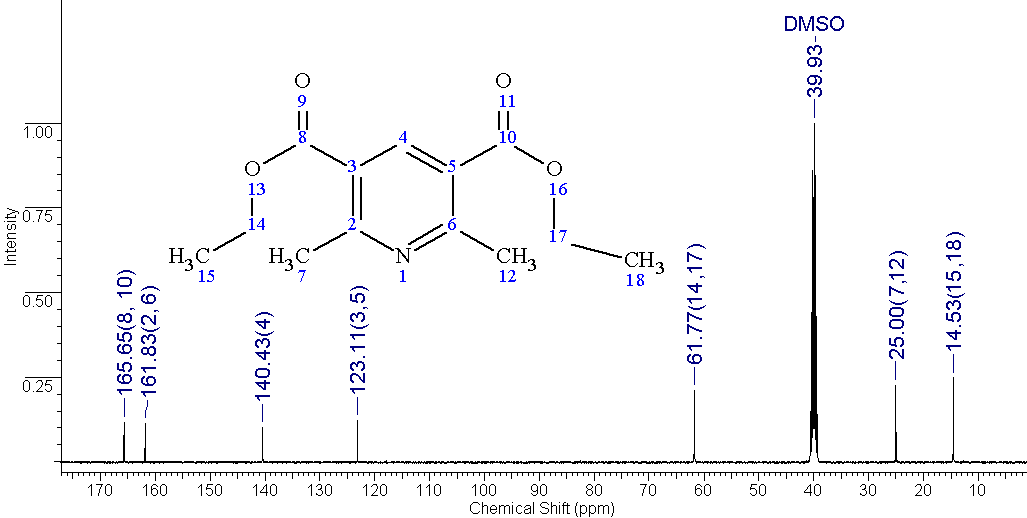 DMSO
39.93
1.00
0.75
0.50
0.25
Intensity
O
9
O
11
8
4
10
3
5
O
13
O
16
14
2
6
17
H3C
15
H3C
7
N
1
CH3
12
CH3
18
165.65(8, 10)
161.83(2, 6)
140.43(4)
123.11(3,5)
61.77(14,17)
25.00(7,12)
14.53(15,18)
170 160 150 140 130 120 110 100 90 80 70 60 50 40 30 20 10
Chemical Shift (ppm)